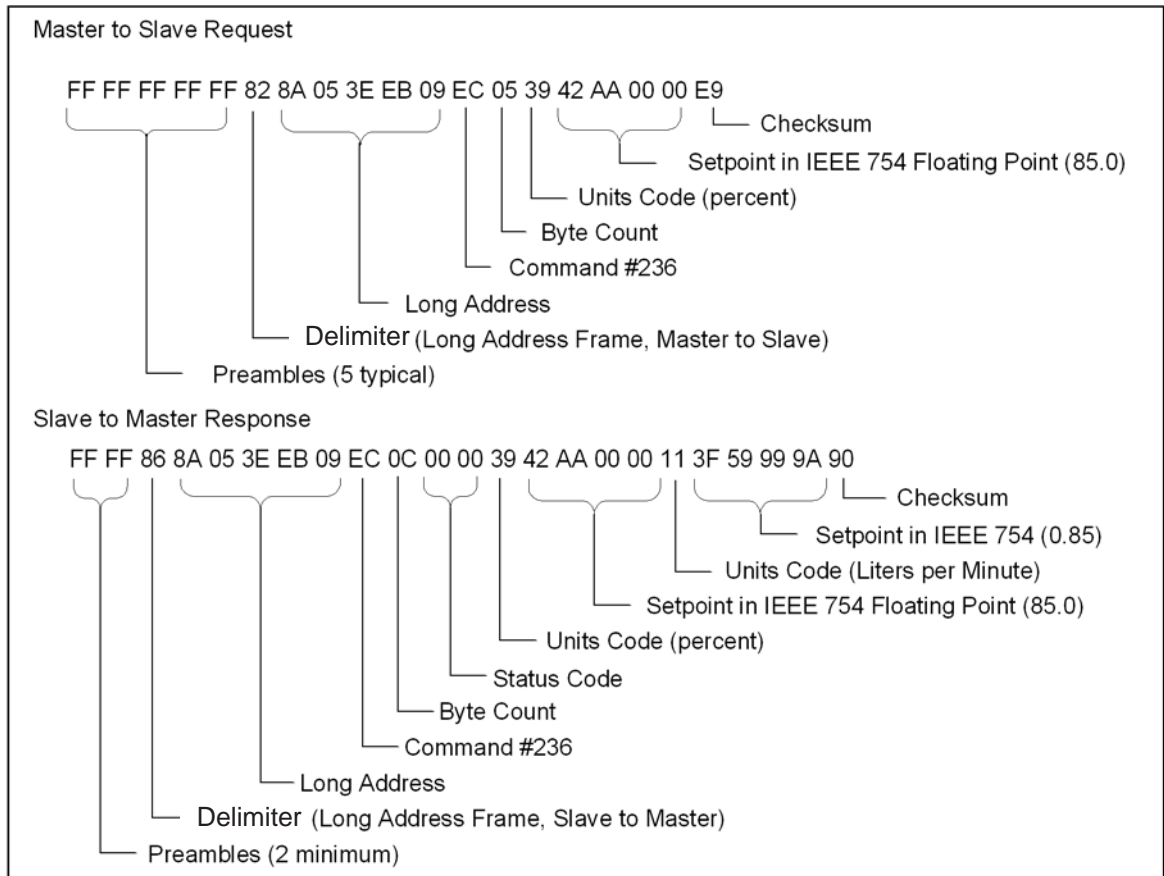 Master to Slave Request
FF FF FF FF FF 82 8A 05 3E EB 09 EC 05 39 42 AA 00 00 E9
Checksum
Setpoint in IEEE 754 Floating Point (85.0)
Units Code (percent)
Byte Count
Command #236
Long Address
Delimiter (Long Address Frame, Master to Slave)
Preambles (5 typical)
Slave to Master Response
FF FF 86 8A 05 3E EB 09 EC 0C 00 00 39 42 AA 00 00 11 3F 59 99 9A 90
Checksum
Setpoint in IEEE 754 (0.85)
Units Code (Liters per Minute)
Setpoint in IEEE 754 Floating Point (85.0)
Units Code (percent)
Status Code
Byte Count
Command #236
Long Address
Delimiter (Long Address Frame, Slave to Master)
Preambles (2 minimum)